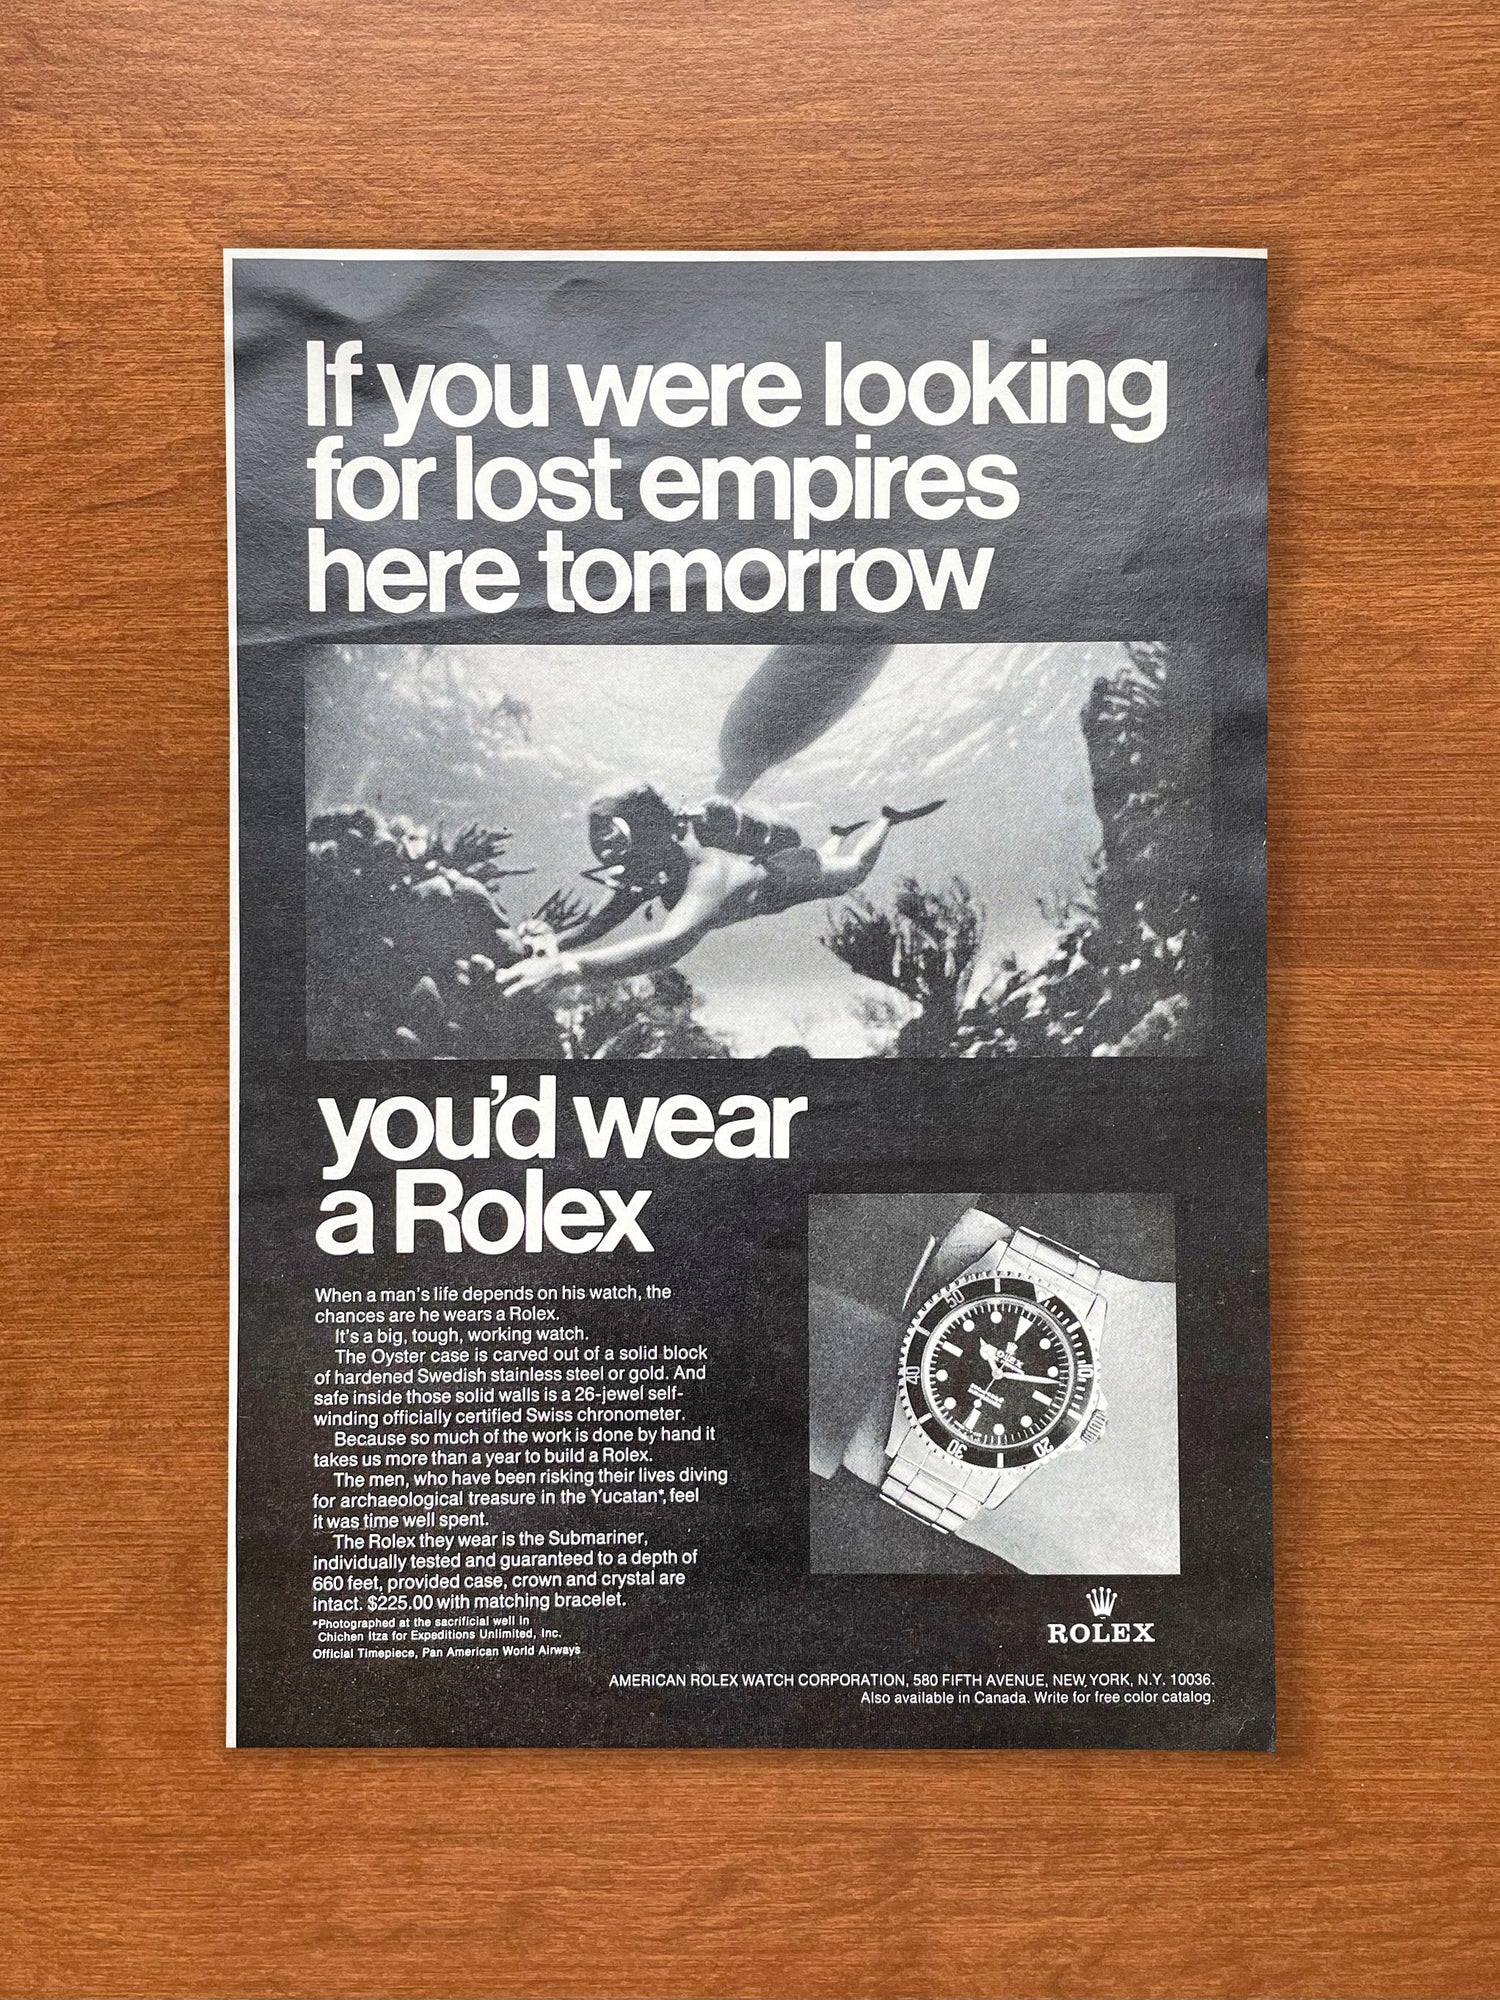 If you were looking
for lost empires
here tomorrow
you'd wear
a Rolex
When a man's life depends on his watch, the
chances are he wears a Rolex.
It's a big, tough, working watch.
The Oyster case is carved out of a solid block
of hardened Swedish stainless steel or gold. And
safe inside those solid walls is a 26-jewel self-
winding officially certified Swiss chronometer.
Because so much of the work is done by hand it
takes us more than a year to build a Rolex.
The men, who have been risking their lives diving
for archaeological treasure in the Yucatan*, feel
it was time well spent.
The Rolex they wear is the Submariner,
individually tested and guaranteed to a depth of
660 feet, provided case, crown and crystal are
intact. $225.00 with matching bracelet.
*Photographed at the sacrificial well in
Chichen Itza for Expeditions Unlimited, Inc.
Official Timepiece, Pan American World Airways
50
10
40
20
30
ROLEX
ROLEX
AMERICAN ROLEX WATCH CORPORATION, 580 FIFTH AVENUE, NEW YORK, N.Y. 10036.
Also available in Canada. Write for free color catalog.